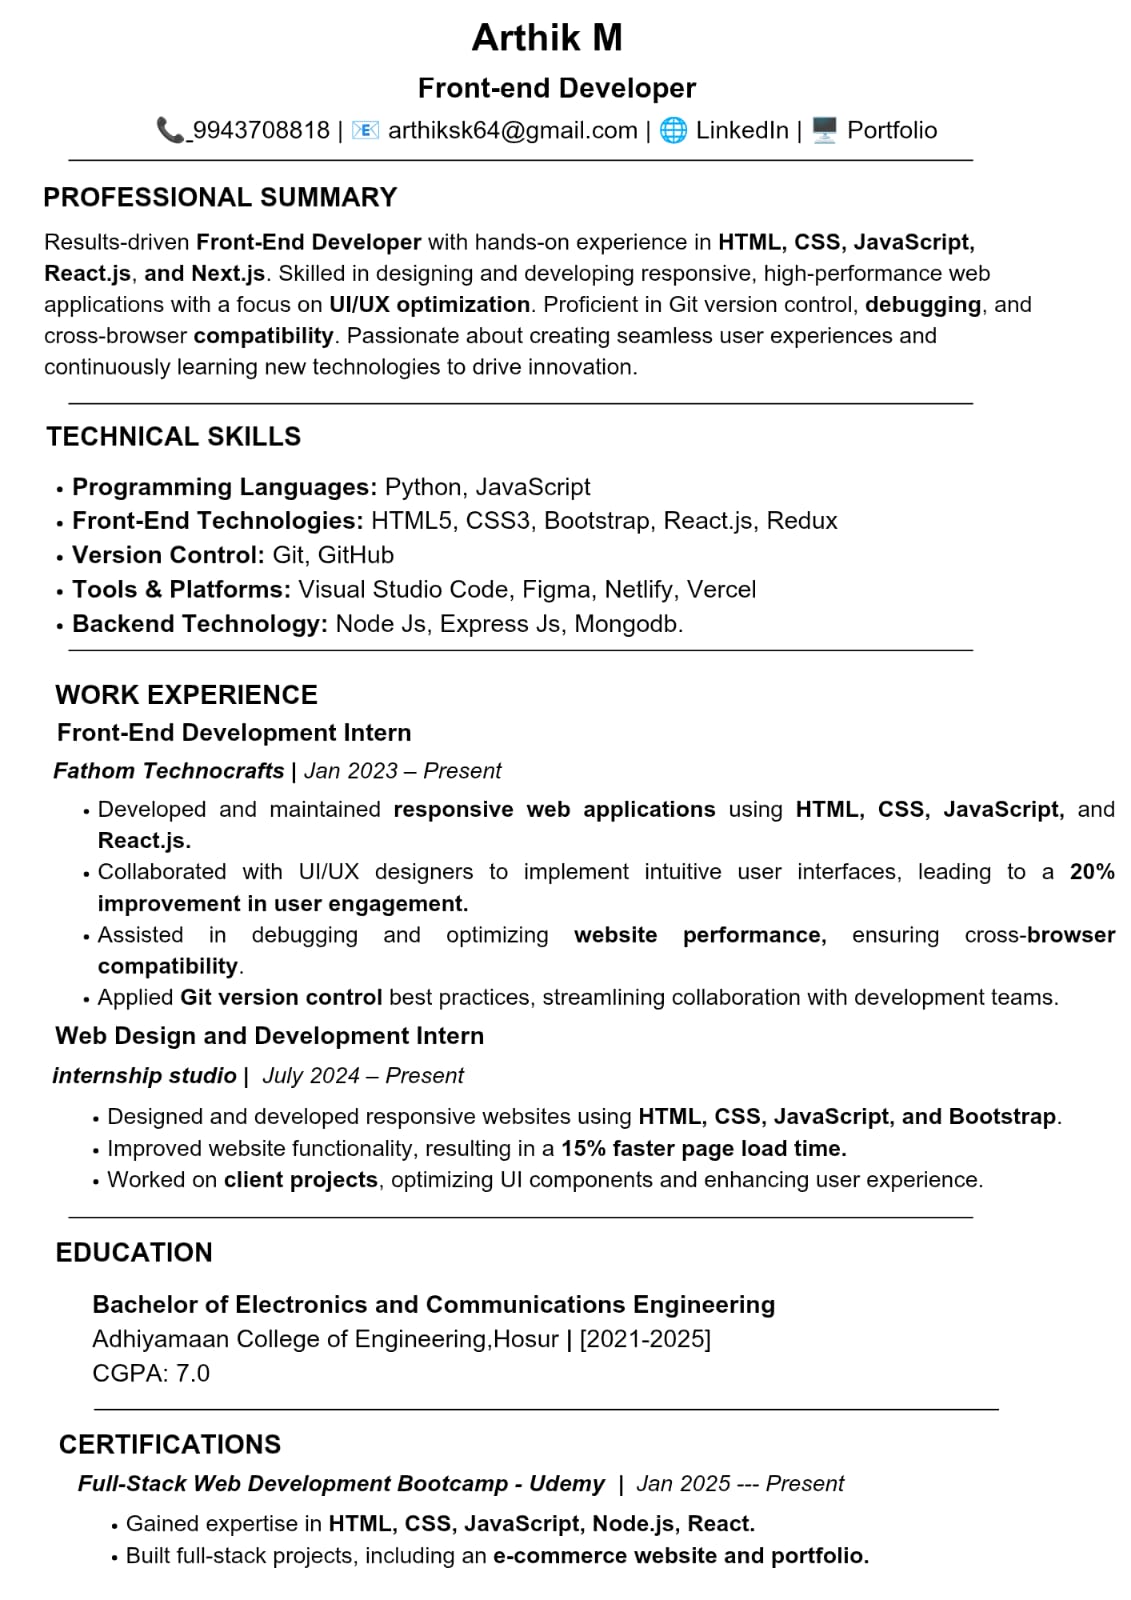 Arthik M
Front-end Developer
📞 9943708818 | 📧 arthiksk64@gmail.com | 🌐 LinkedIn | 🖥️ Portfolio
PROFESSIONAL SUMMARY
Results-driven Front-End Developer with hands-on experience in HTML, CSS, JavaScript,
React.js, and Next.js. Skilled in designing and developing responsive, high-performance web
applications with a focus on UI/UX optimization. Proficient in Git version control, debugging, and
cross-browser compatibility. Passionate about creating seamless user experiences and
continuously learning new technologies to drive innovation.
TECHNICAL SKILLS
• Programming Languages: Python, JavaScript
• Front-End Technologies: HTML5, CSS3, Bootstrap, React.js, Redux
• Version Control: Git, GitHub
• Tools & Platforms: Visual Studio Code, Figma, Netlify, Vercel
• Backend Technology: Node Js, Express Js, Mongodb.
WORK EXPERIENCE
Front-End Development Intern
Fathom Technocrafts | Jan 2023 – Present
• Developed and maintained responsive web applications using HTML, CSS, JavaScript, and
React.js.
• Collaborated with UI/UX designers to implement intuitive user interfaces, leading to a 20%
improvement in user engagement.
• Assisted in debugging and optimizing website performance, ensuring cross-browser
compatibility.
• Applied Git version control best practices, streamlining collaboration with development teams.
Web Design and Development Intern
internship studio | July 2024 – Present
• Designed and developed responsive websites using HTML, CSS, JavaScript, and Bootstrap.
• Improved website functionality, resulting in a 15% faster page load time.
• Worked on client projects, optimizing UI components and enhancing user experience.
EDUCATION
Bachelor of Electronics and Communications Engineering
Adhiyamaan College of Engineering,Hosur | [2021-2025]
CGPA: 7.0
CERTIFICATIONS
Full-Stack Web Development Bootcamp - Udemy | Jan 2025 --- Present
• Gained expertise in HTML, CSS, JavaScript, Node.js, React.
• Built full-stack projects, including an e-commerce website and portfolio.